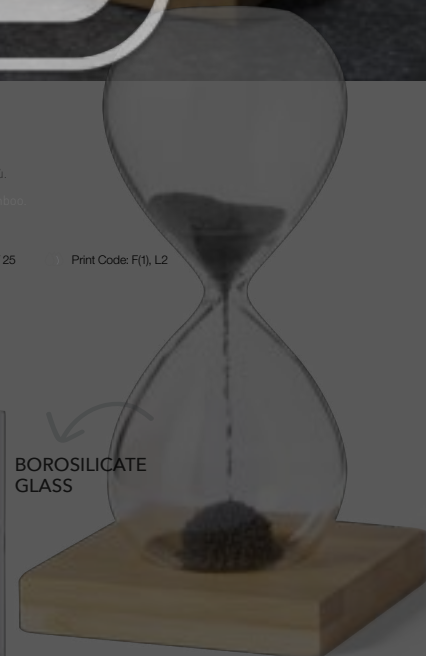 25
Print Code: F(1), L2
BOROSILICATE
GLASS